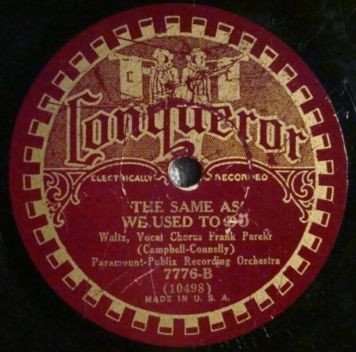 C C
Conqueror
ELECTRICALLY RECORDED
THE SAME AS
WE USED TO
Waltz, Vocal Chorus Frank
(Campbell-Connelly)
Paramount-Publix Recording Orchestra
7776-B
(10498)
MADE IN U. S. A.